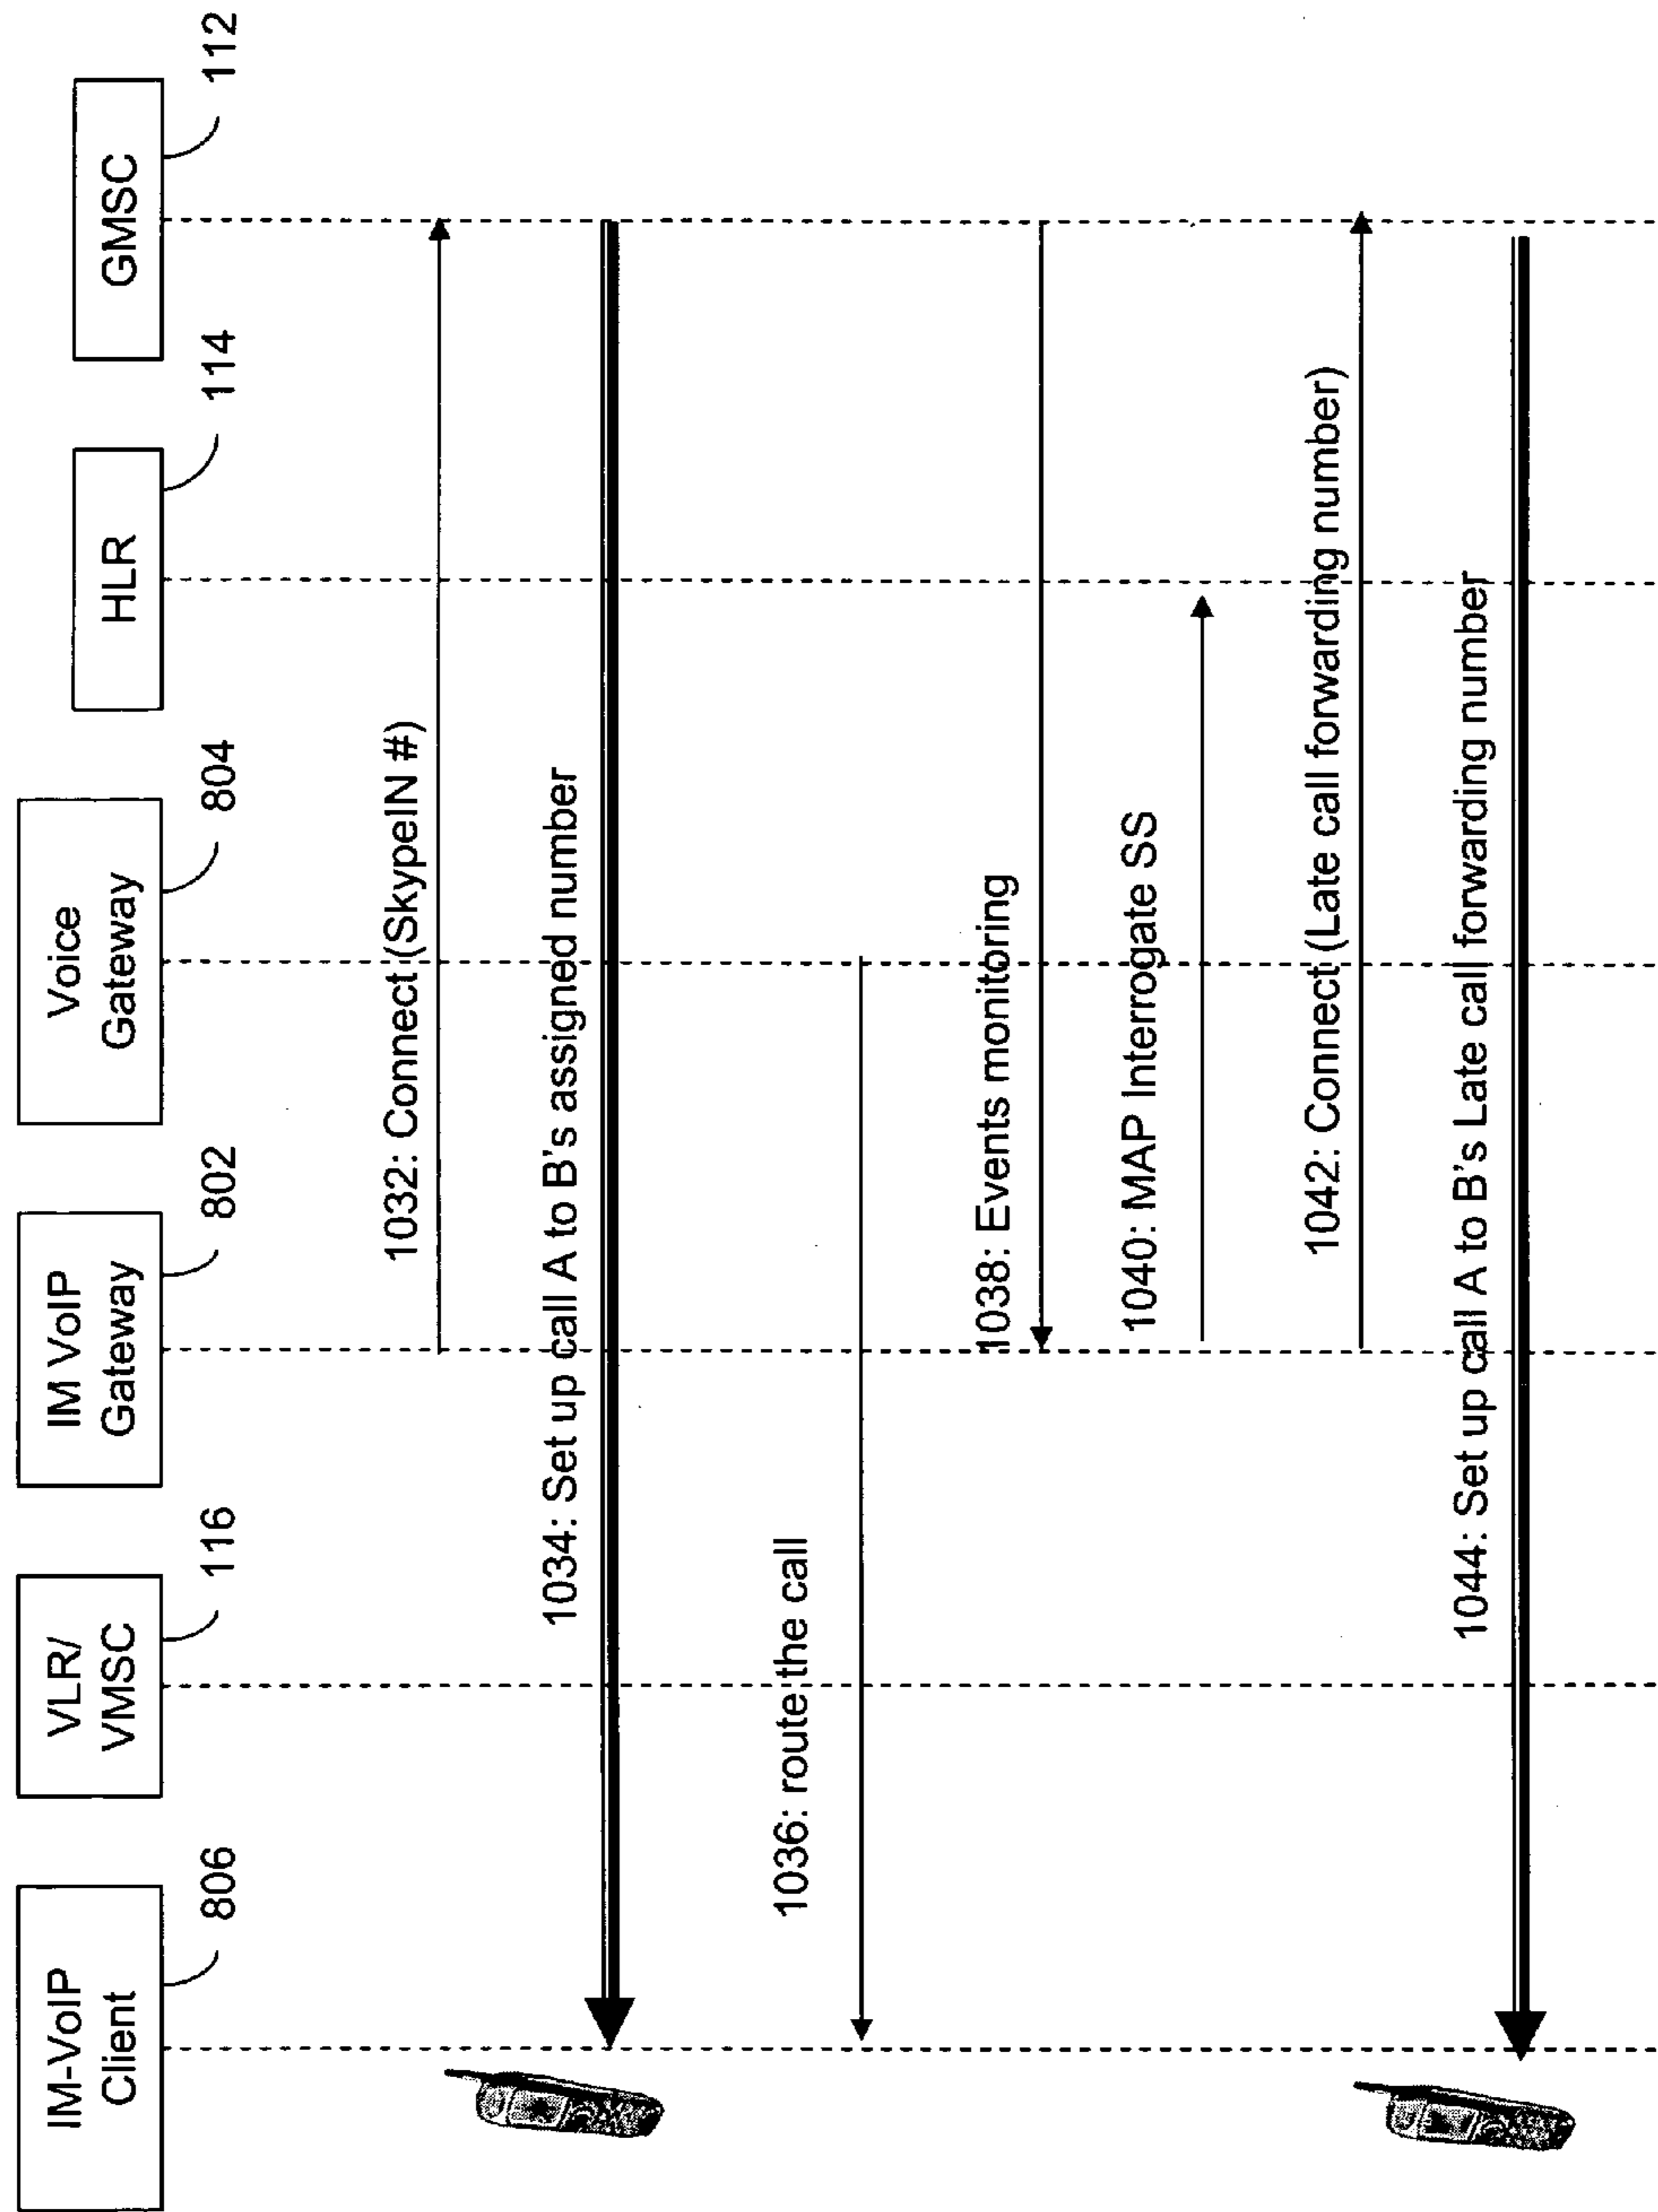 IM-VoIP
Client
806
VLR/
VMSC
116
IM VoIP
Gateway
802
Voice
Gateway
804
HLR
114
GMSC
112
1032: Connect (SkypeIN #)
1034: Set up call A to B's assigned number
1036: route the call
1038: Events monitoring
1040: MAP Interrogate SS
1042: Connect (Late call forwarding number)
1044: Set up call A to B's Late call forwarding number